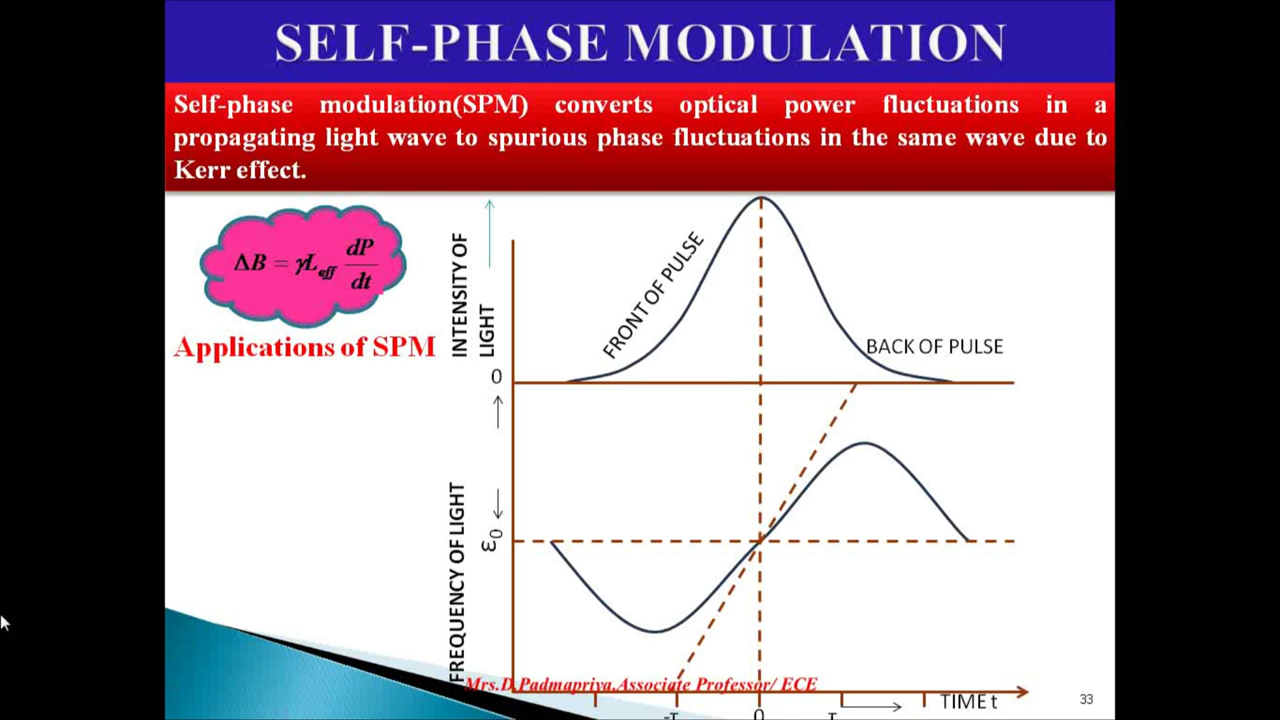 SELF-PHASE MODULATION
Self-phase modulation(SPM) converts optical power fluctuations in a
propagating light wave to spurious phase fluctuations in the same wave due to
Kerr effect.
ΔB = γL_eff dP/dt
Applications of SPM
INTENSITY OF
LIGHT
FRONT OF PULSE
BACK OF PULSE
0
FREQUENCY OF LIGHT
ε0
Mrs.D.Padmapriya.Associate Professor/ ECE
TIME t
33
-T
0
T